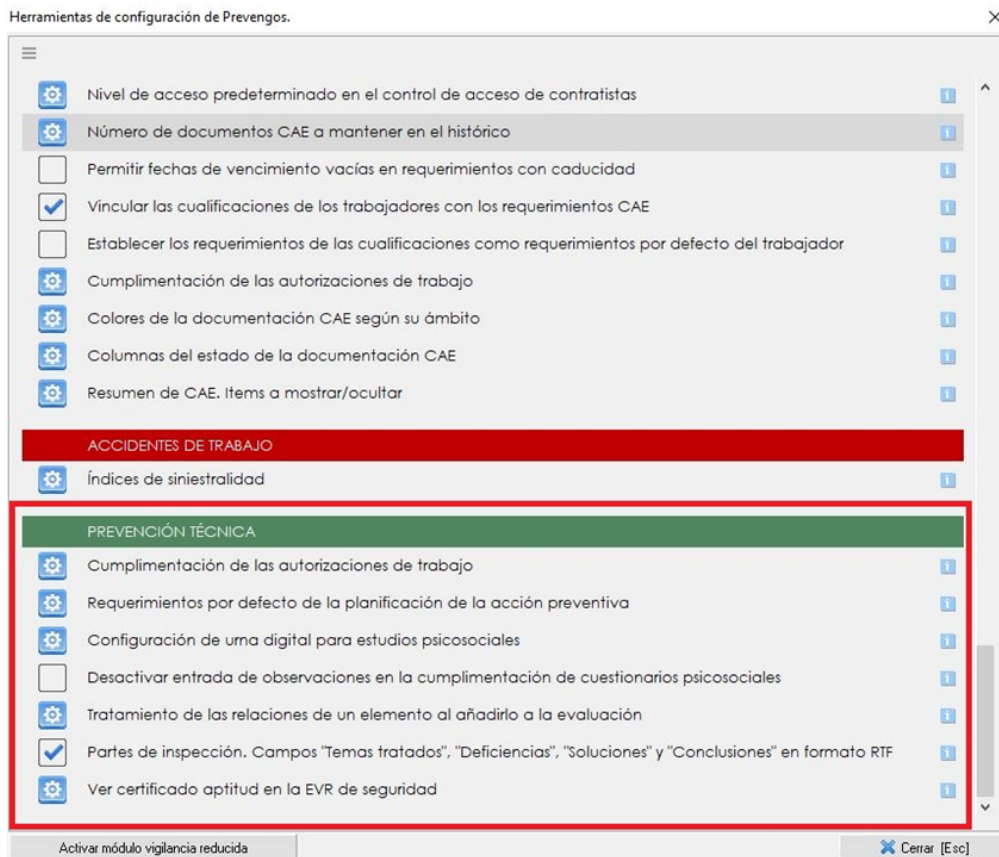 Herramientas de configuración de Prevengos.
Nivel de acceso predeterminado en el control de acceso de contratistas
Número de documentos CAE a mantener en el histórico
Permitir fechas de vencimiento vacías en requerimientos con caducidad
Vincular las cualificaciones de los trabajadores con los requerimientos CAE
Establecer los requerimientos de las cualificaciones como requerimientos por defecto del trabajador
Cumplimentación de las autorizaciones de trabajo
Colores de la documentación CAE según su ámbito
Columnas del estado de la documentación CAE
Resumen de CAE. Items a mostrar/ocultar
ACCIDENTES DE TRABAJO
Índices de siniestralidad
PREVENCIÓN TÉCNICA
Cumplimentación de las autorizaciones de trabajo
Requerimientos por defecto de la planificación de la acción preventiva
Configuración de urna digital para estudios psicosociales
Desactivar entrada de observaciones en la cumplimentación de cuestionarios psicosociales
Tratamiento de las relaciones de un elemento al añadirlo a la evaluación
Partes de inspección. Campos "Temas tratados", "Deficiencias", "Soluciones" y "Conclusiones" en formato RTF
Ver certificado aptitud en la EVR de seguridad
Activar módulo vigilancia reducida
Cerrar [Esc]